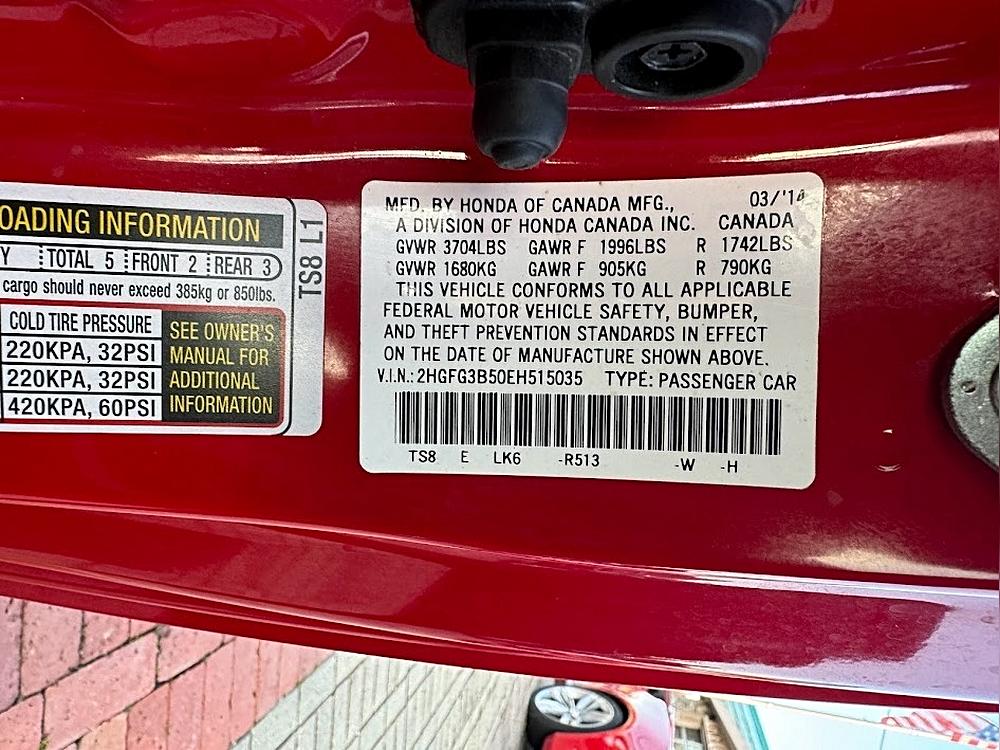 OADING INFORMATION
Y TOTAL 5 FRONT 2 REAR 3
cargo should never exceed 385kg or 850lbs.
COLD TIRE PRESSURE
220KPA, 32PSI
220KPA, 32PSI
420KPA, 60PSI
SEE OWNER'S
MANUAL FOR
ADDITIONAL
INFORMATION
TS8 L1
MFD. BY HONDA OF CANADA MFG., 03/'14
A DIVISION OF HONDA CANADA INC. CANADA
GVWR 3704LBS GAWR F 1996LBS R 1742LBS
GVWR 1680KG GAWR F 905KG R 790KG
THIS VEHICLE CONFORMS TO ALL APPLICABLE
FEDERAL MOTOR VEHICLE SAFETY, BUMPER,
AND THEFT PREVENTION STANDARDS IN EFFECT
ON THE DATE OF MANUFACTURE SHOWN ABOVE.
V.I.N.: 2HGFG3B50EH515035 TYPE: PASSENGER CAR
TS8 E LK6 -R513 -W -H